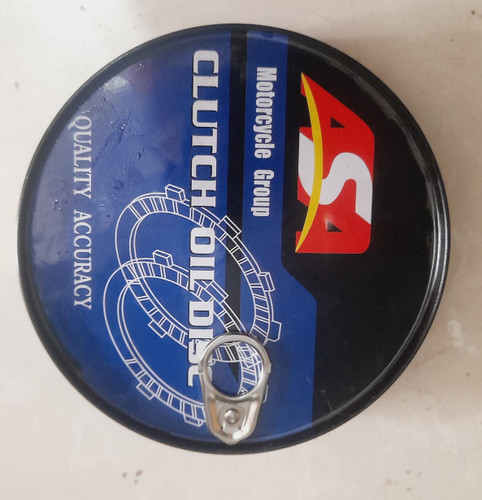 ASA
Motorcycle Group
CLUTCH OIL DISC
QUALITY ACCURACY